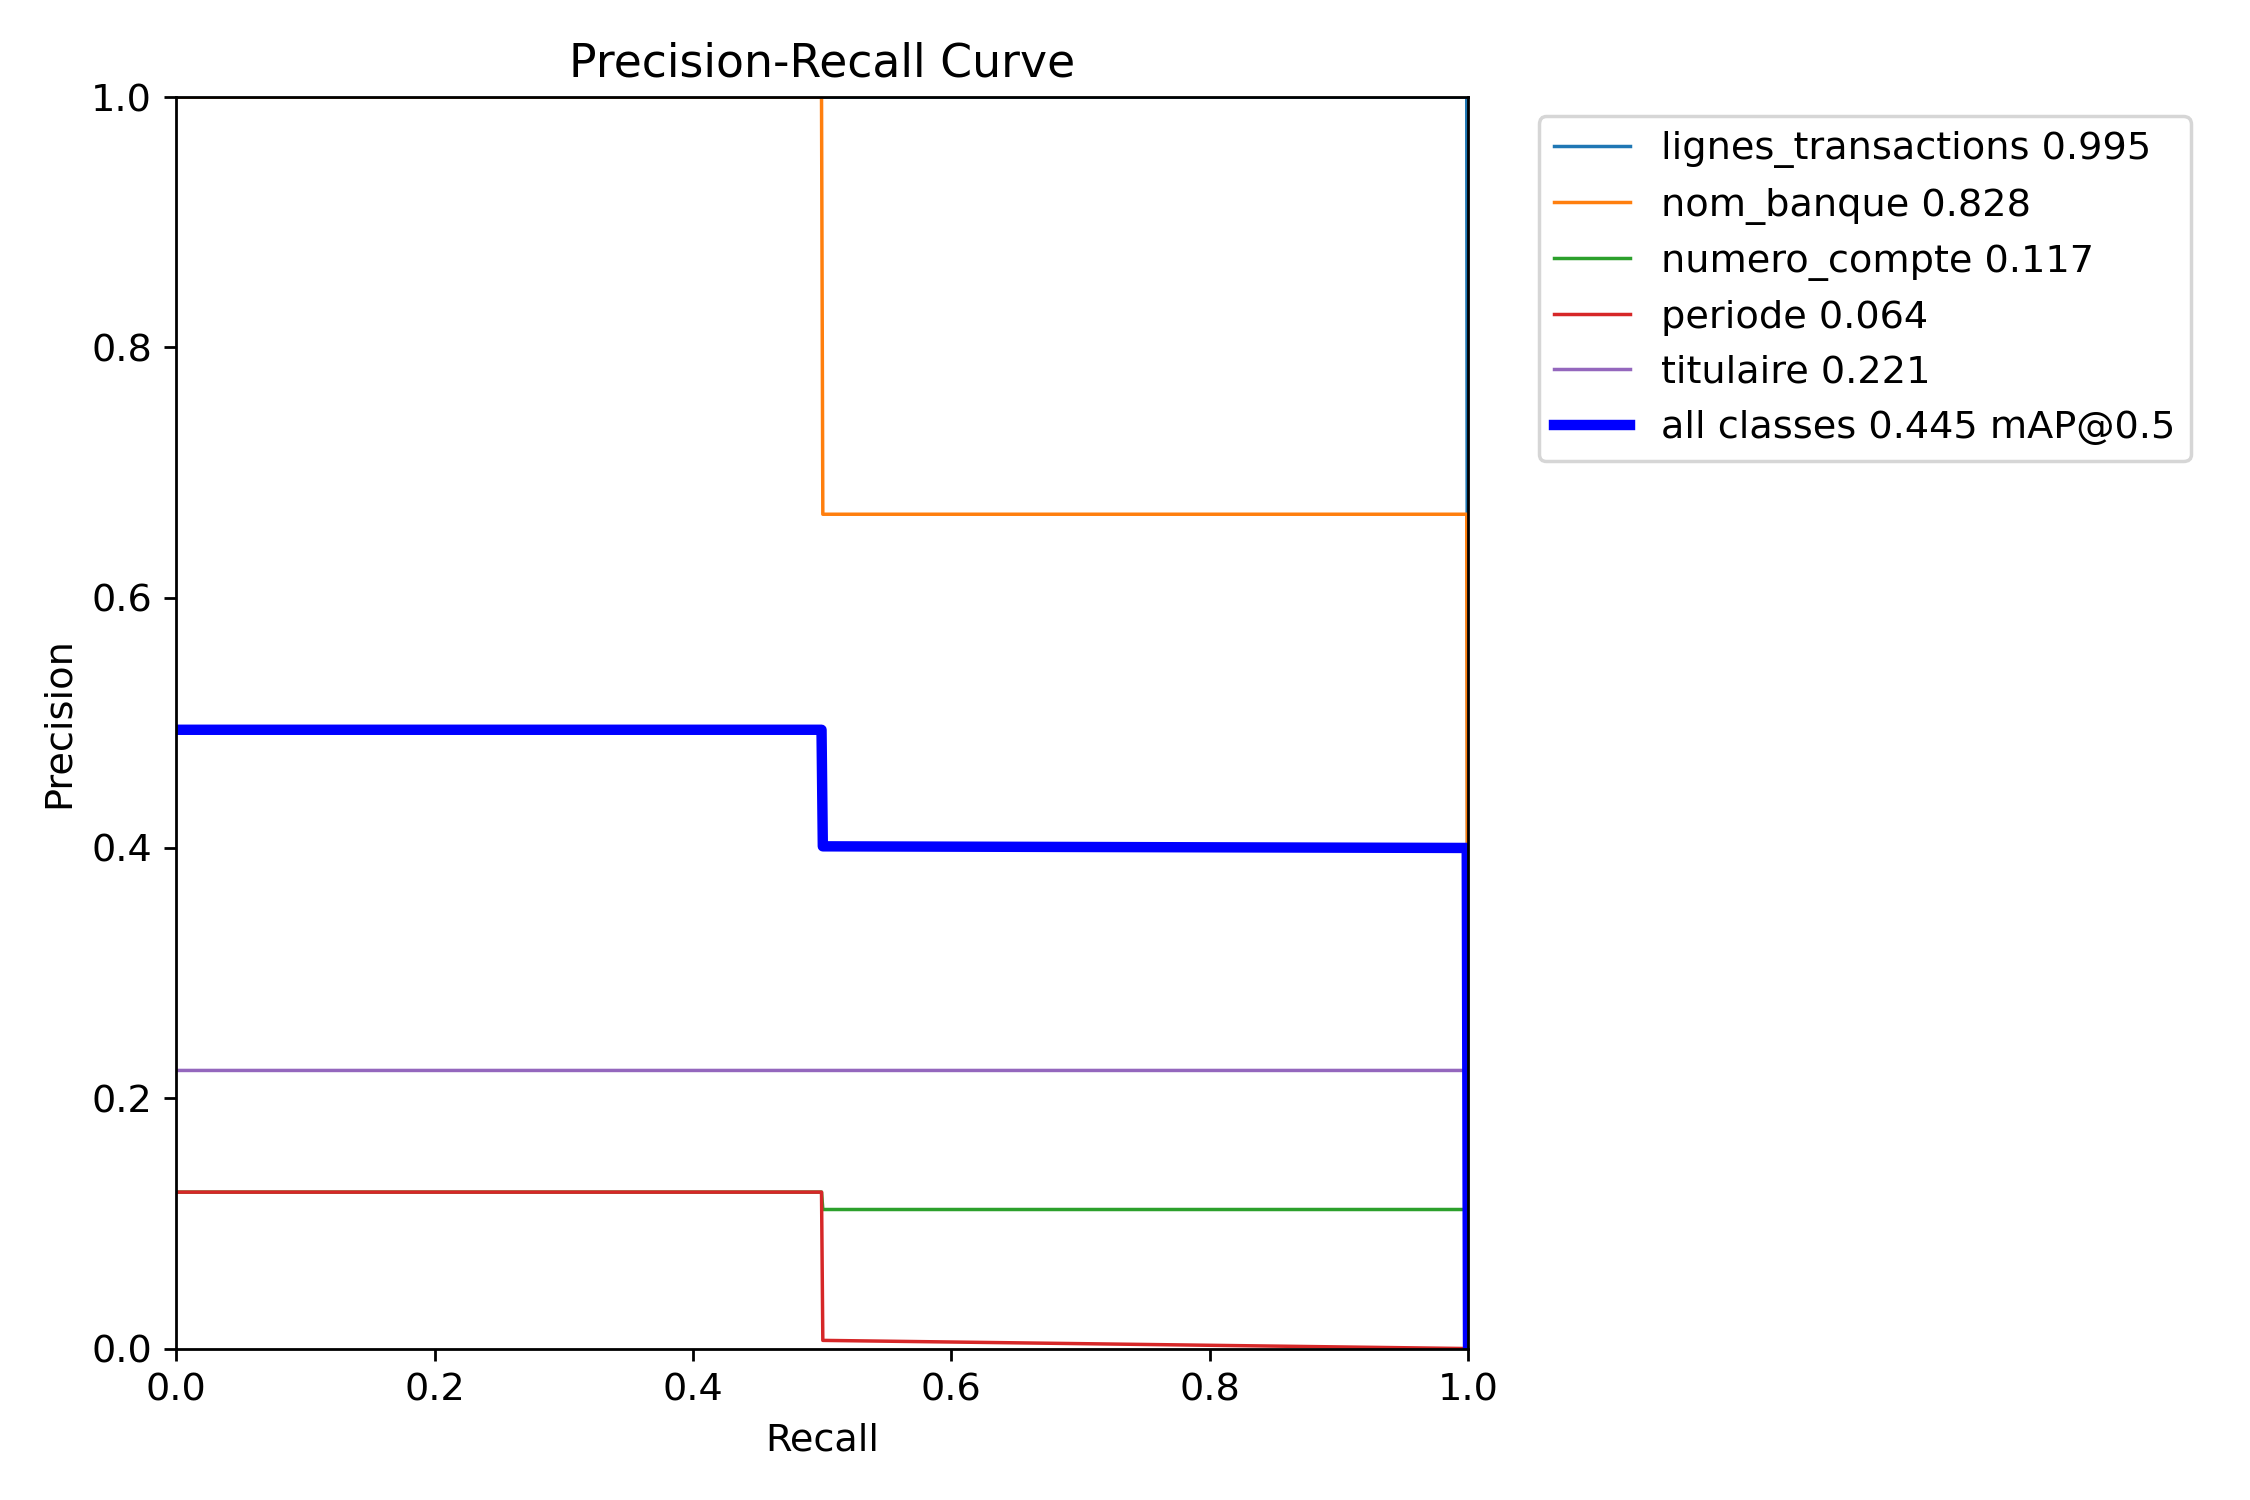 Precision-Recall Curve
1.0
0.8
0.6
0.4
0.2
0.0
Precision
0.0 0.2 0.4 0.6 0.8 1.0
Recall
lignes_transactions 0.995
nom_banque 0.828
numero_compte 0.117
periode 0.064
titulaire 0.221
all classes 0.445 mAP@0.5